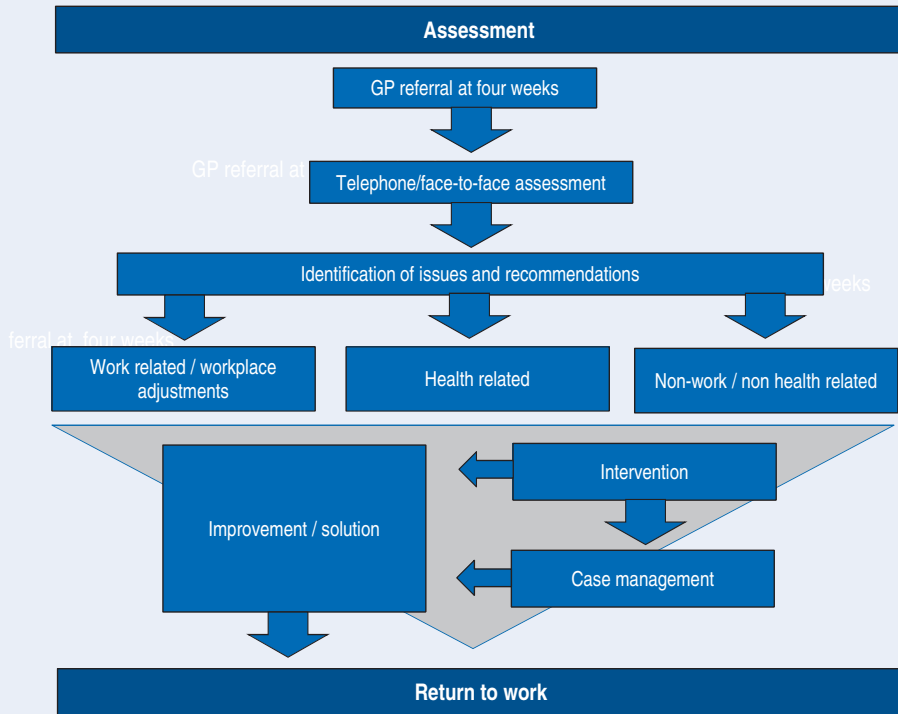 Assessment
GP referral at four weeks
GP referral at
Telephone/face-to-face assessment
Identification of issues and recommendations
weeks
ferral at four weeks
Work related / workplace
adjustments
Health related
Non-work / non health related
Intervention
Improvement / solution
Case management
Return to work